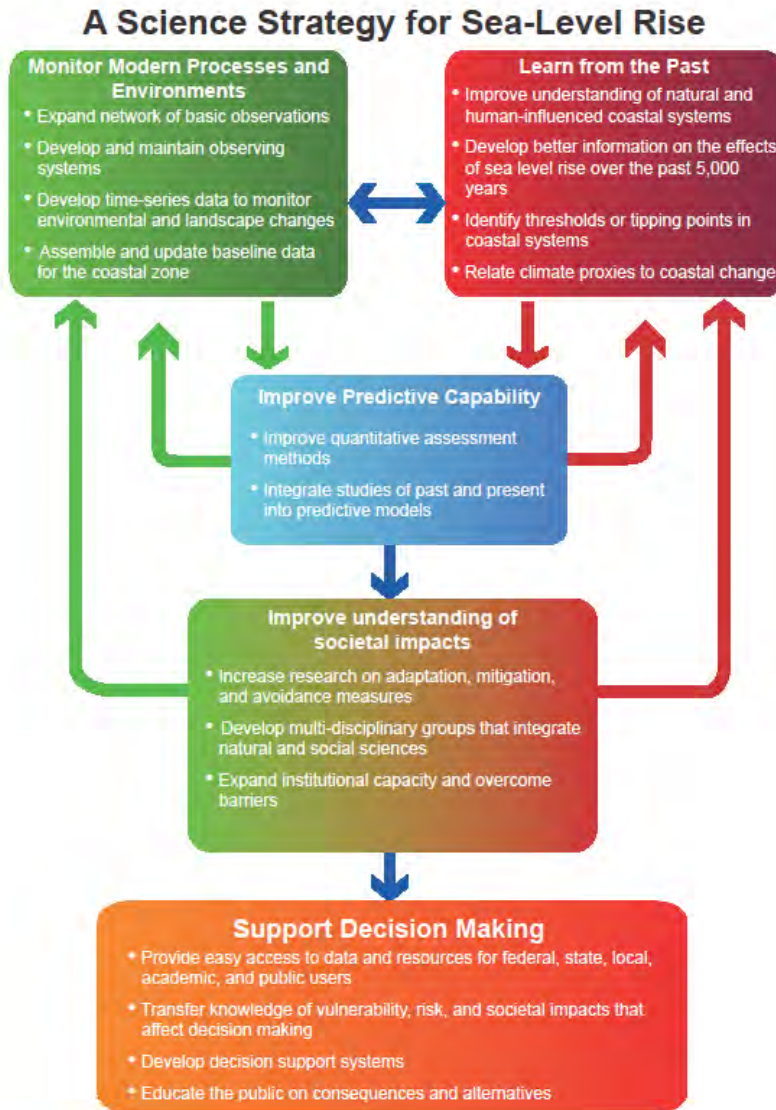 A Science Strategy for Sea-Level Rise
Monitor Modern Processes and
Environments
• Expand network of basic observations
• Develop and maintain observing
systems
• Develop time-series data to monitor
environmental and landscape changes
• Assemble and update baseline data
for the coastal zone
Learn from the Past
• Improve understanding of natural and
human-influenced coastal systems
• Develop better information on the effects
of sea level rise over the past 5,000
years
• Identify thresholds or tipping points in
coastal systems
• Relate climate proxies to coastal change
Improve Predictive Capability
• Improve quantitative assessment
methods
• Integrate studies of past and present
into predictive models
Improve understanding of
societal impacts
• Increase research on adaptation, mitigation,
and avoidance measures
• Develop multi-disciplinary groups that integrate
natural and social sciences
• Expand institutional capacity and overcome
barriers
Support Decision Making
• Provide easy access to data and resources for federal, state, local,
academic, and public users
• Transfer knowledge of vulnerability, risk, and societal impacts that
affect decision making
• Develop decision support systems
• Educate the public on consequences and alternatives